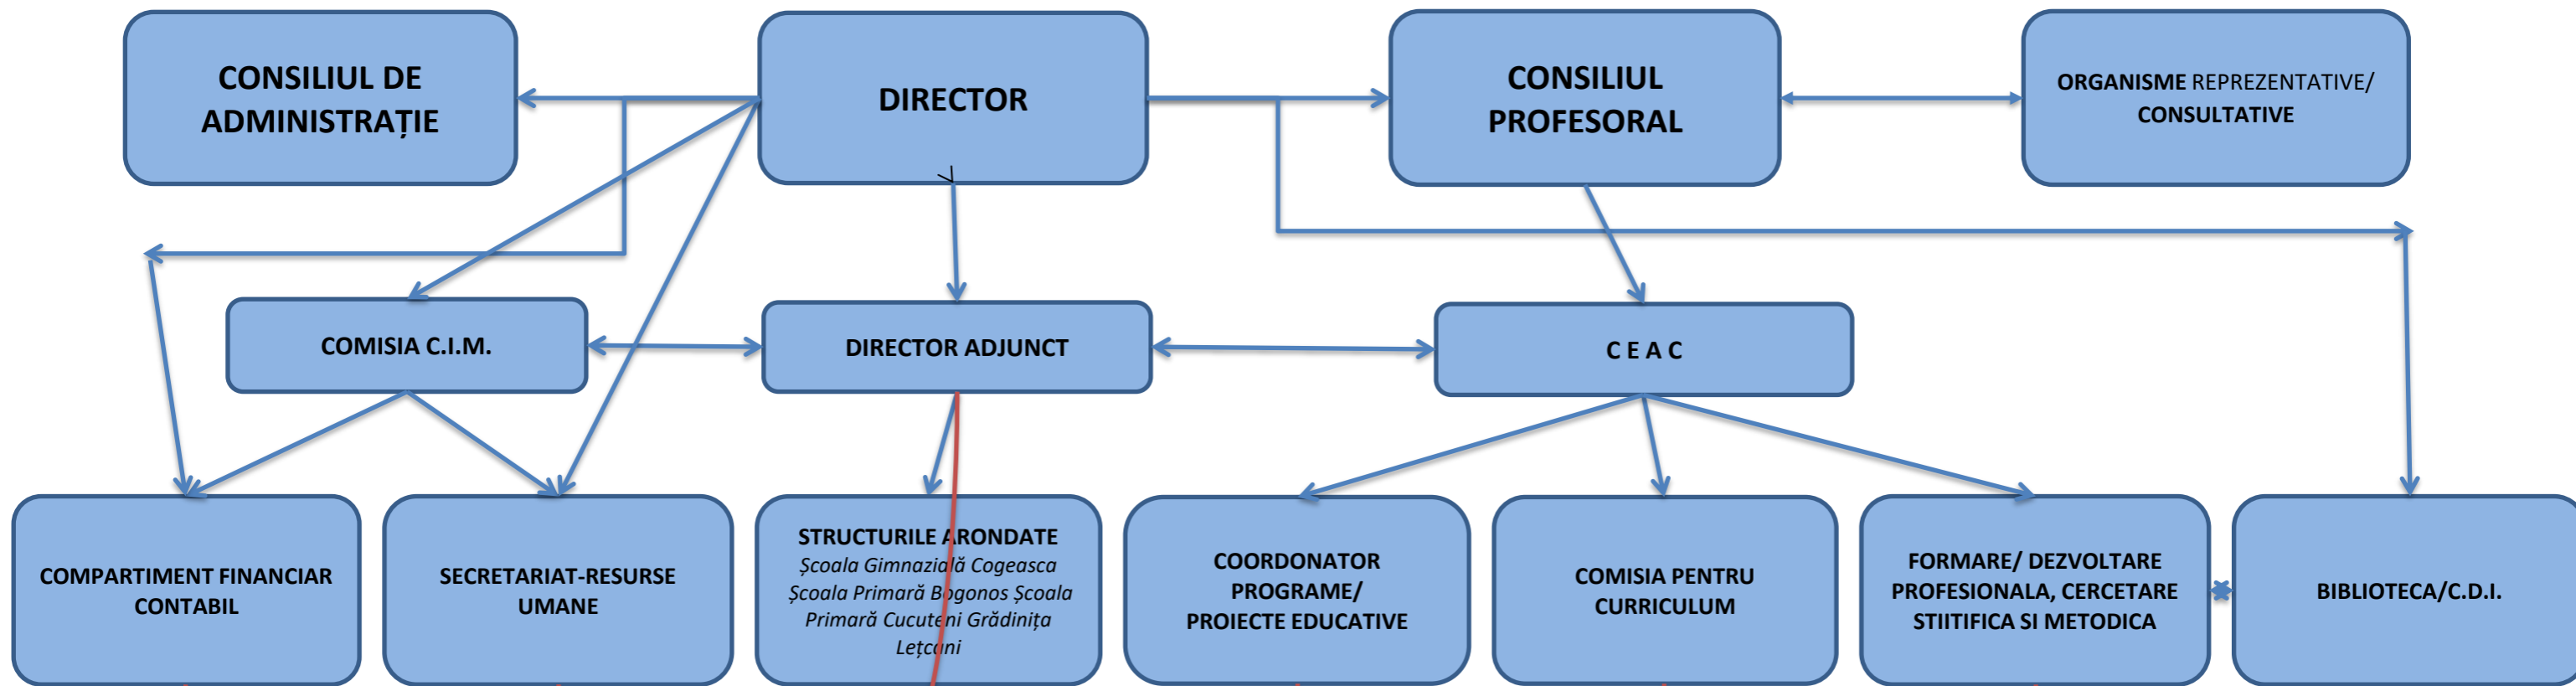 CONSILIUL DE
ADMINISTRAȚIE
DIRECTOR
CONSILIUL
PROFESORAL
ORGANISME REPREZENTATIVE/
CONSULTATIVE
COMISIA C.I.M.
DIRECTOR ADJUNCT
C E A C
COMPARTIMENT FINANCIAR
CONTABIL
SECRETARIAT-RESURSE
UMANE
STRUCTURILE ARONDATE
Școala Gimnazială Cogeasca
Școala Primară Bogonos Școala
Primară Cucuteni Grădinița
Lețcani
COORDONATOR
PROGRAME/
PROIECTE EDUCATIVE
COMISIA PENTRU
CURRICULUM
FORMARE/ DEZVOLTARE
PROFESIONALA, CERCETARE
STIITIFICA SI METODICA
BIBLIOTECA/C.D.I.